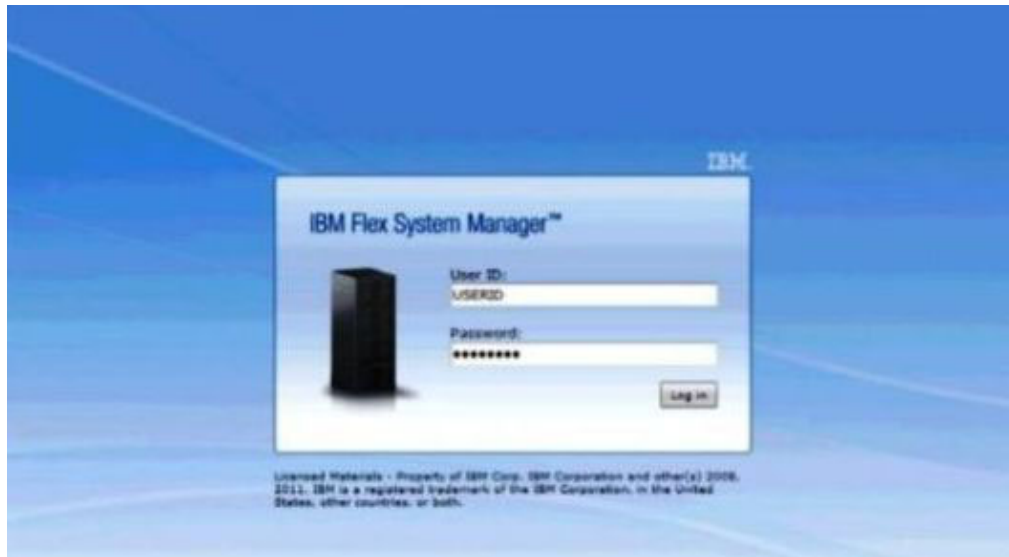 IBM
IBM Flex System Manager™
User ID:
USERID
Password:
••••••••
Log in
Licensed Materials - Property of IBM Corp. IBM Corporation and other(s) 2009,
2011. IBM is a registered trademark of the IBM Corporation, in the United
States, other countries, or both.